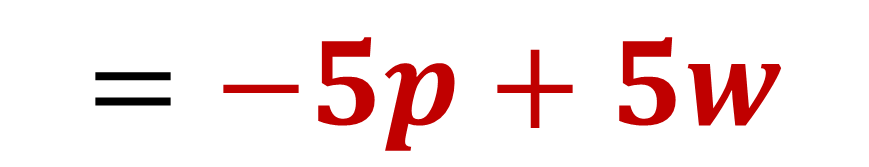 = −5p + 5w